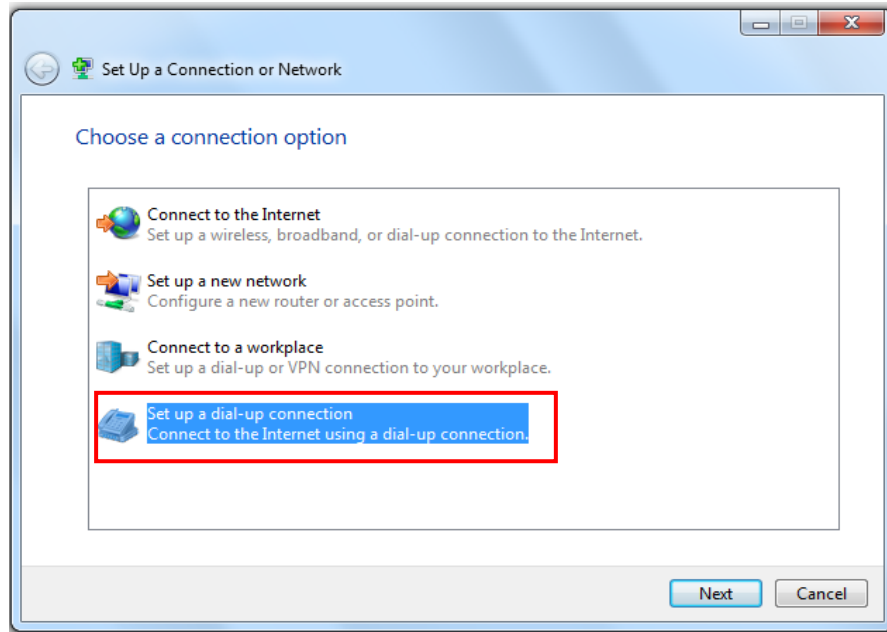 Set Up a Connection or Network
Choose a connection option
Connect to the Internet
Set up a wireless, broadband, or dial-up connection to the Internet.
Set up a new network
Configure a new router or access point.
Connect to a workplace
Set up a dial-up or VPN connection to your workplace.
Set up a dial-up connection
Connect to the Internet using a dial-up connection.
Next Cancel